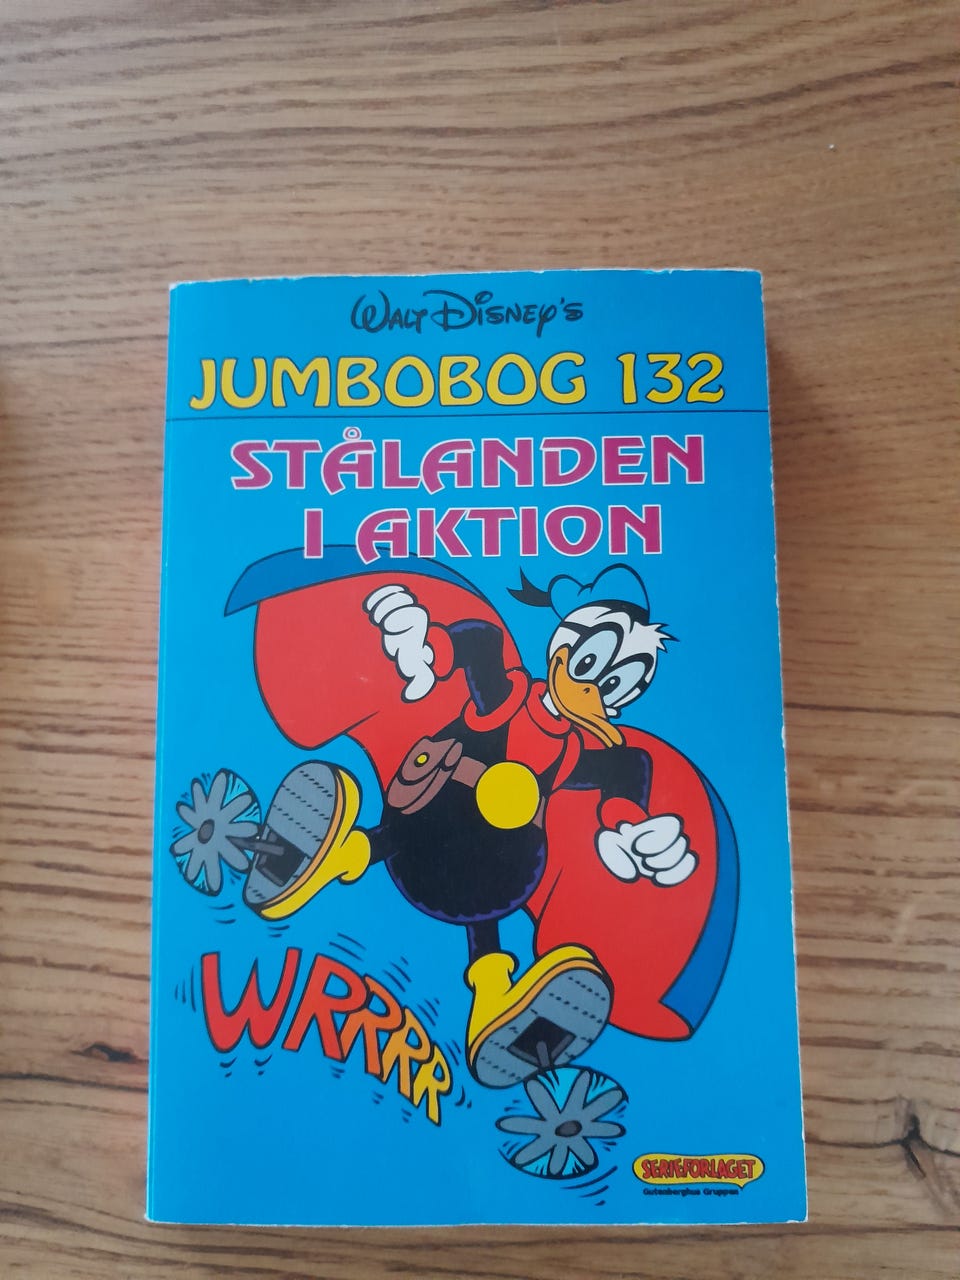 WALT DISNEY'S
JUMBOBOG 132
STÅLANDEN
I AKTION
WRRRR
SERIEFORLAGET
Gutenberghus Gruppen